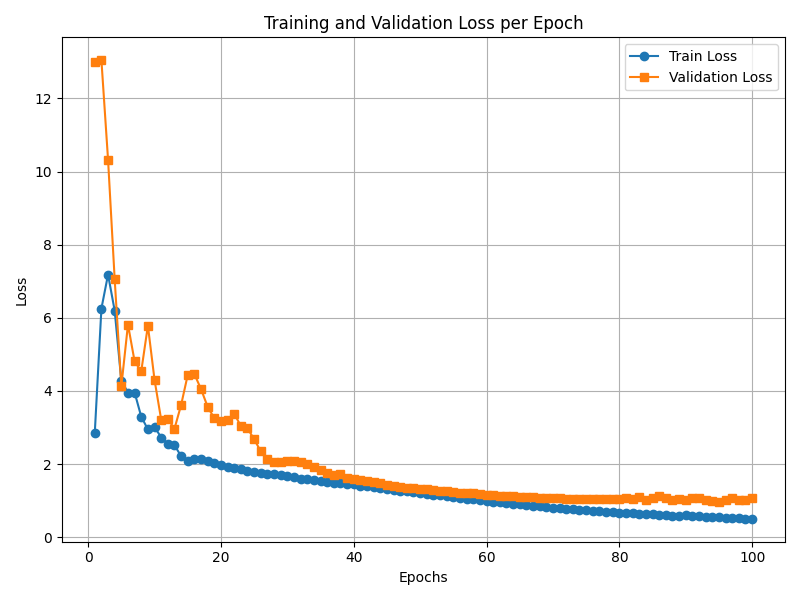 Training and Validation Loss per Epoch
Train Loss
Validation Loss
Loss
12
10
8
6
4
2
0
0 20 40 60 80 100
Epochs